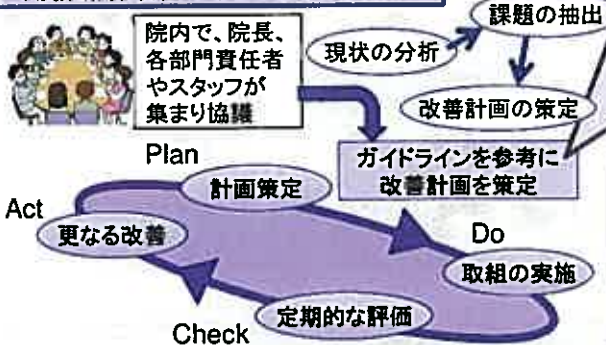 院内で、院長、
各部門責任者
やスタッフが
集まり協議
現状の分析
課題の抽出
改善計画の策定
ガイドラインを参考に
改善計画を策定
Plan
計画策定
Act
更なる改善
Do
取組の実施
定期的な評価
Check